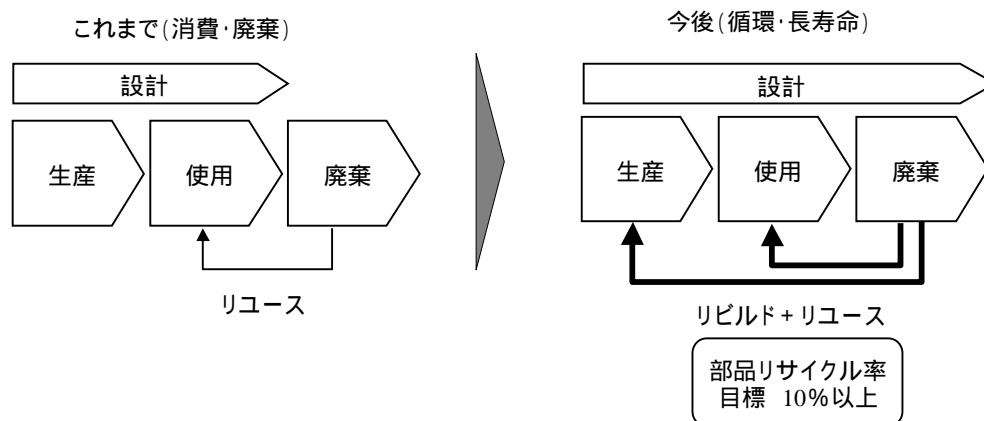 これまで(消費･廃棄)
設計
生産
使用
廃棄
リユース
今後(循環･長寿命)
設計
生産
使用
廃棄
リビルド+リユース
部品リサイクル率
目標 10%以上